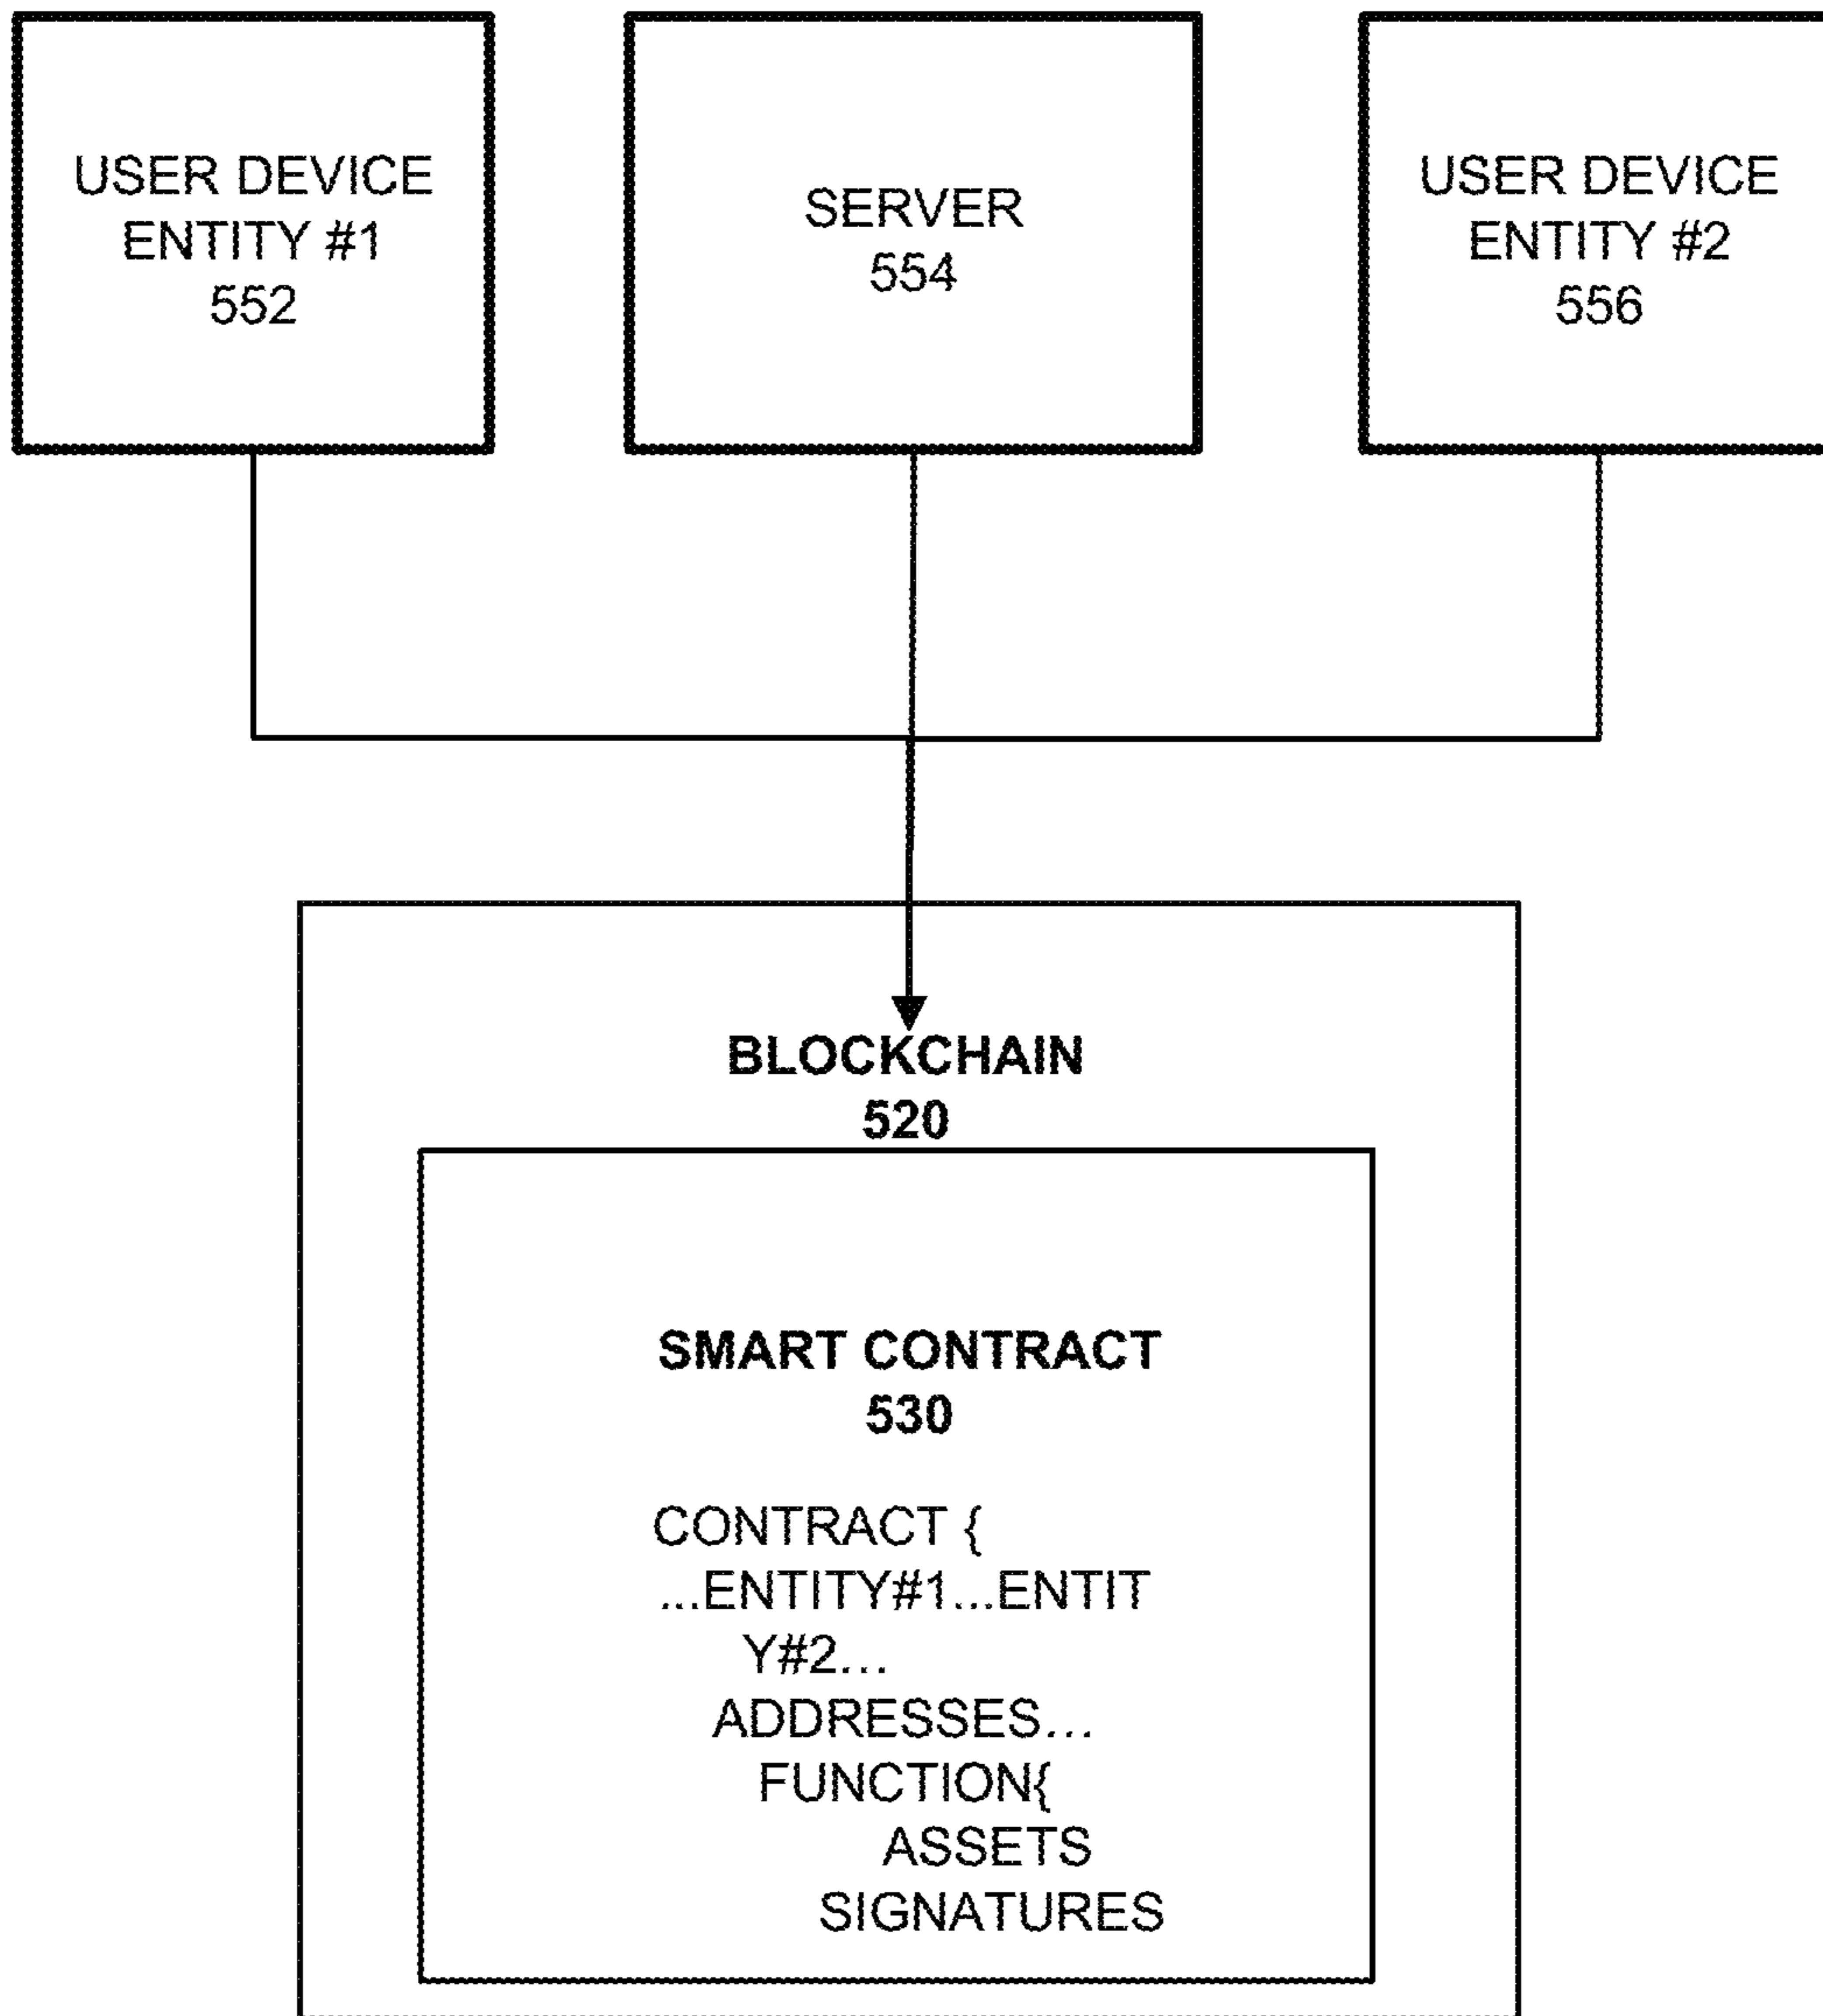 USER DEVICE
ENTITY #1
552
SERVER
554
USER DEVICE
ENTITY #2
556
BLOCKCHAIN
520
SMART CONTRACT
530
CONTRACT {
...ENTITY#1...ENTIT
Y#2...
ADDRESSES...
FUNCTION{
ASSETS
SIGNATURES